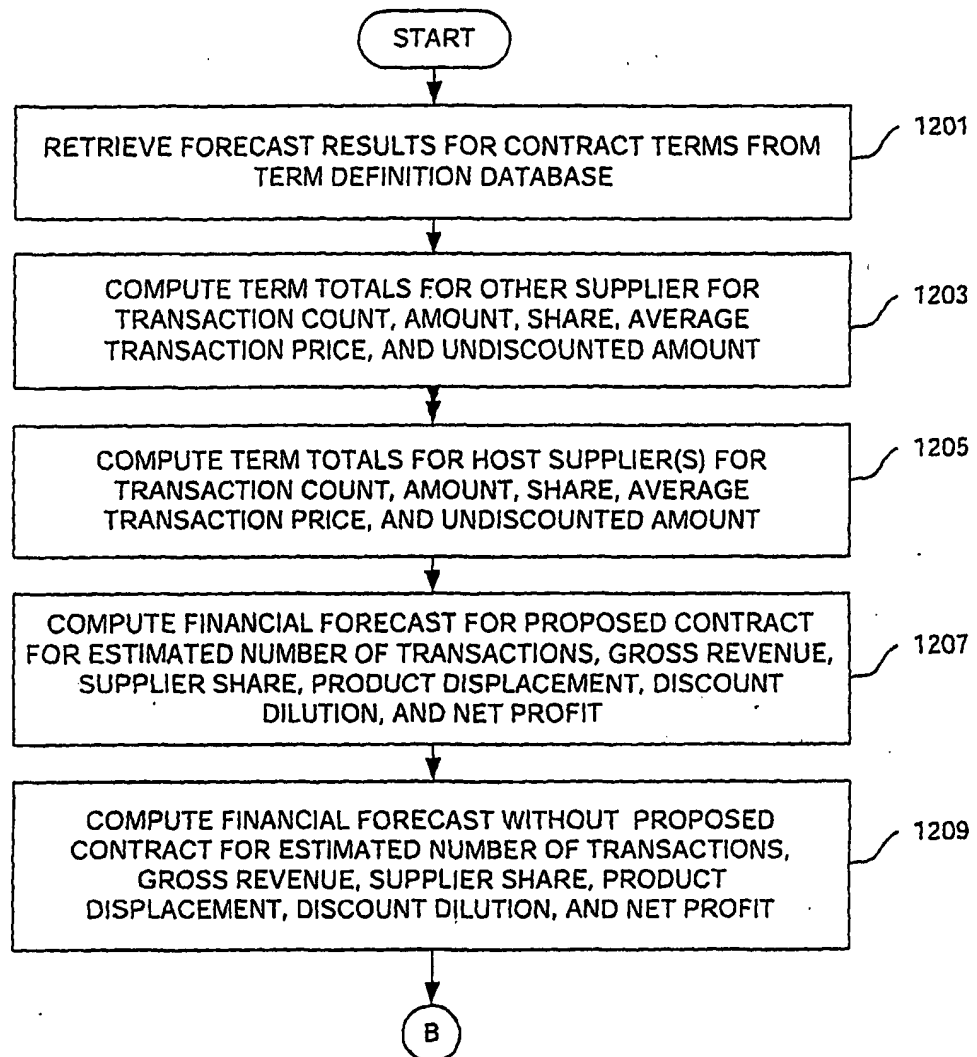 START
RETRIEVE FORECAST RESULTS FOR CONTRACT TERMS FROM
TERM DEFINITION DATABASE
1201
COMPUTE TERM TOTALS FOR OTHER SUPPLIER FOR
TRANSACTION COUNT, AMOUNT, SHARE, AVERAGE
TRANSACTION PRICE, AND UNDISCOUNTED AMOUNT
1203
COMPUTE TERM TOTALS FOR HOST SUPPLIER(S) FOR
TRANSACTION COUNT, AMOUNT, SHARE, AVERAGE
TRANSACTION PRICE, AND UNDISCOUNTED AMOUNT
1205
COMPUTE FINANCIAL FORECAST FOR PROPOSED CONTRACT
FOR ESTIMATED NUMBER OF TRANSACTIONS, GROSS REVENUE,
SUPPLIER SHARE, PRODUCT DISPLACEMENT, DISCOUNT
DILUTION, AND NET PROFIT
1207
COMPUTE FINANCIAL FORECAST WITHOUT PROPOSED
CONTRACT FOR ESTIMATED NUMBER OF TRANSACTIONS,
GROSS REVENUE, SUPPLIER SHARE, PRODUCT
DISPLACEMENT, DISCOUNT DILUTION, AND NET PROFIT
1209
B